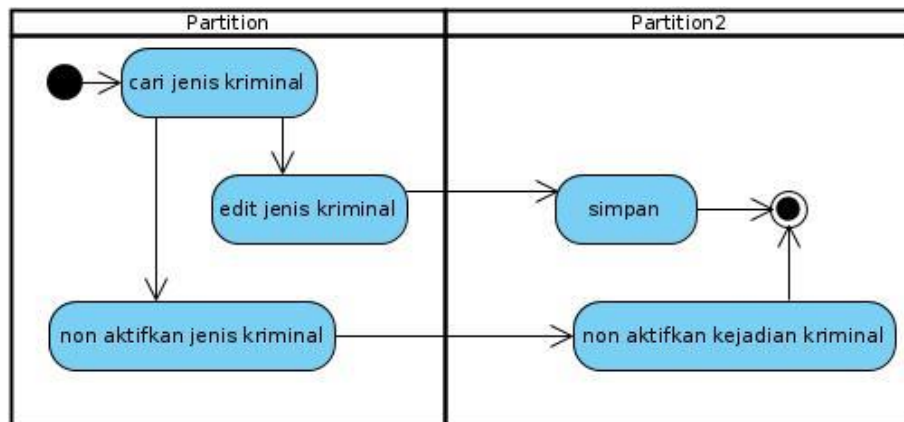 Partition
Partition2
cari jenis kriminal
edit jenis kriminal
simpan
non aktifkan jenis kriminal
non aktifkan kejadian kriminal